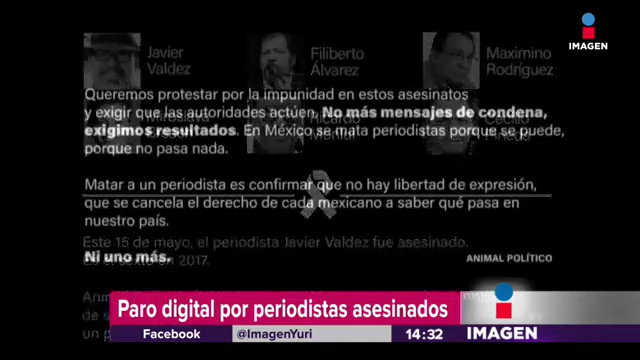 IMAGEN
Javier
Valdez
Filiberto
Álvarez
Maximino
Rodríguez
Queremos protestar por la impunidad en estos asesinatos
y exigir que las autoridades actúen. No más mensajes de condena,
exigimos resultados. En México se mata periodistas porque se puede,
porque no pasa nada.
Ricardo
Cecilio
Matar a un periodista es confirmar que no hay libertad de expresión,
que se cancela el derecho de cada mexicano a saber qué pasa en
nuestro país.
Este 15 de mayo, el periodista Javier Valdez fue asesinado.
Ni uno más.
en 2017.
ANIMAL POLÍTICO
Paro digital por periodistas asesinados
Facebook @ImagenYuri 14:32 IMAGEN